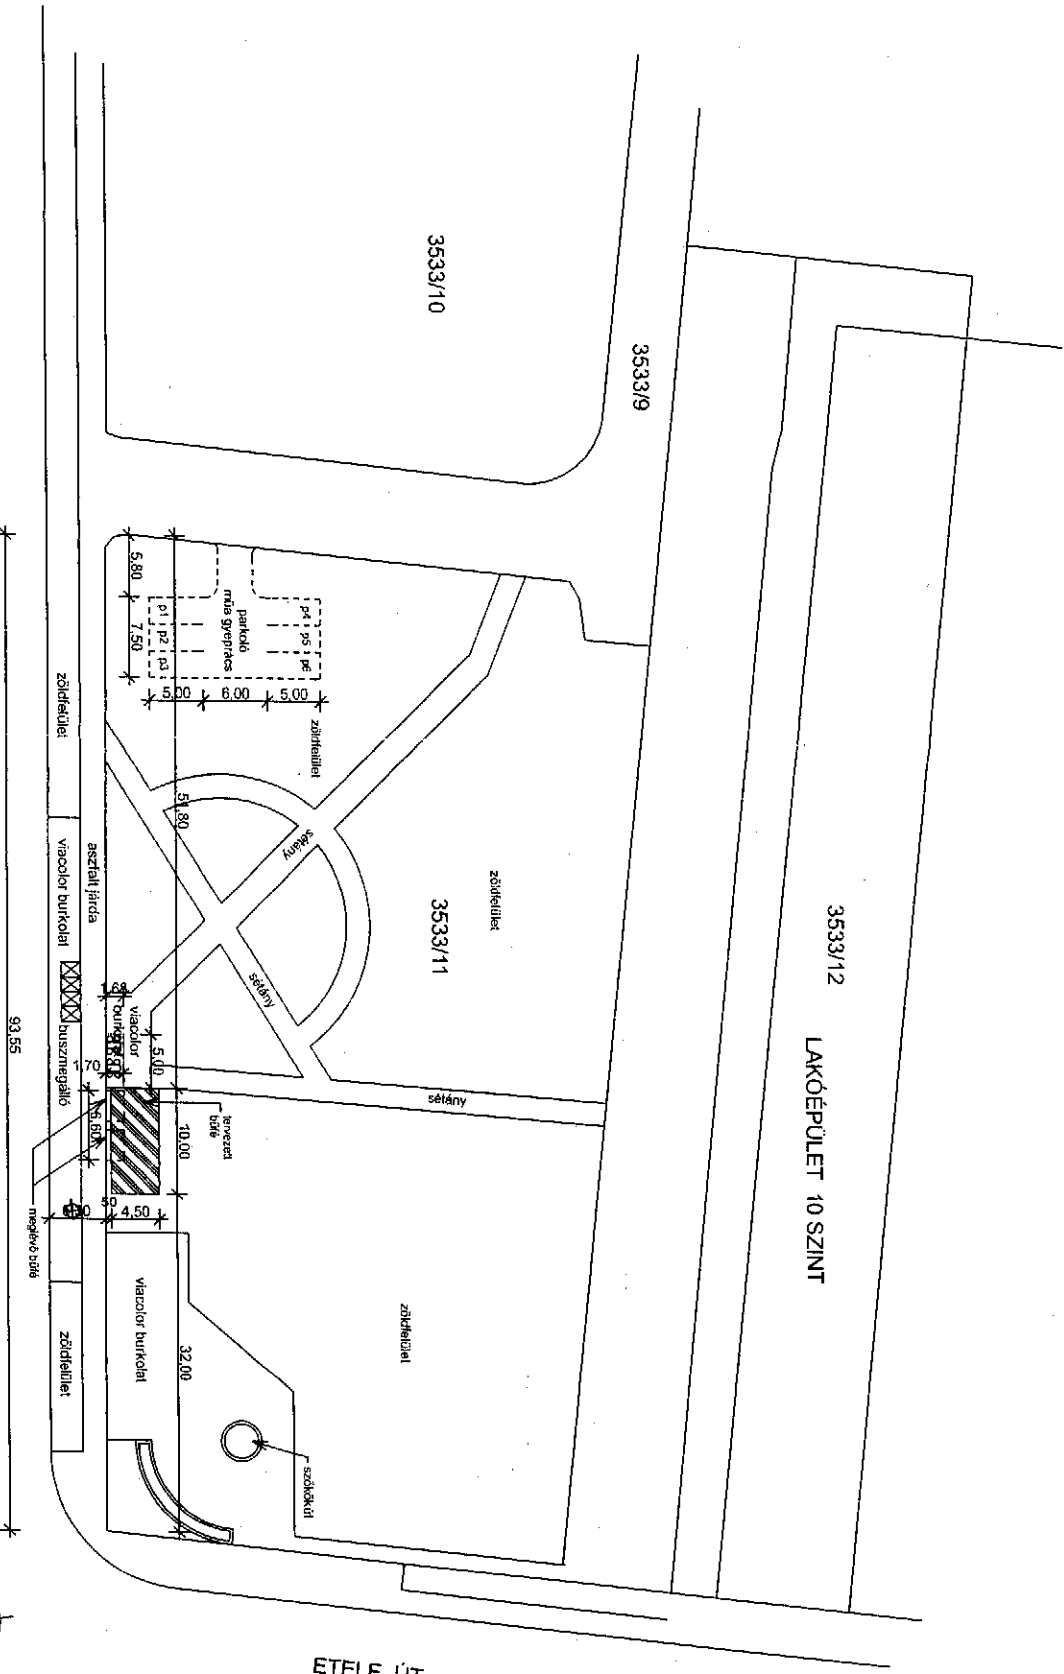 3533/10
3533/9
3533/12
LAKÓÉPÜLET 10 SZINT
3533/11
zöldfelület
zöldfelület
zöldfelület
p4 p5 p6
parkoló
műa gyeprács
p1 p2 p3
5,80
7,50
5,00
6,00
5,00
51,80
sétány
sétány
sétány
viacolor
5,00
1,70
6,60
tervezett
büfé
10,00
50
4,50
meglévő büfé
32,00
viacolor burkolat
szökőkút
aszfalt járda
zöldfelület
viacolor burkolat
buszmegálló
zöldfelület
93,55
ETELE ÚT